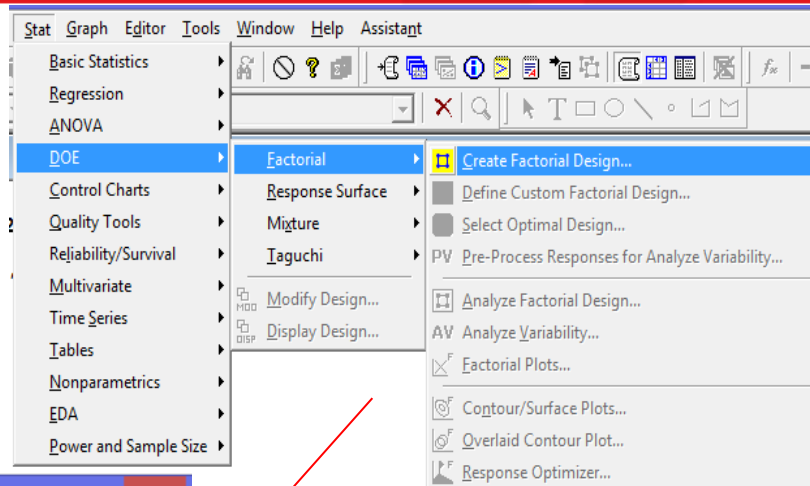 Stat Graph Editor Tools Window Help Assistant
Basic Statistics
Regression
ANOVA
DOE
Control Charts
Quality Tools
Reliability/Survival
Multivariate
Time Series
Tables
Nonparametrics
EDA
Power and Sample Size
Factorial
Response Surface
Mixture
Taguchi
Modify Design...
Display Design...
Create Factorial Design...
Define Custom Factorial Design...
Select Optimal Design...
PV Pre-Process Responses for Analyze Variability...
Analyze Factorial Design...
AV Analyze Variability...
Factorial Plots...
Contour/Surface Plots...
Overlaid Contour Plot...
Response Optimizer...